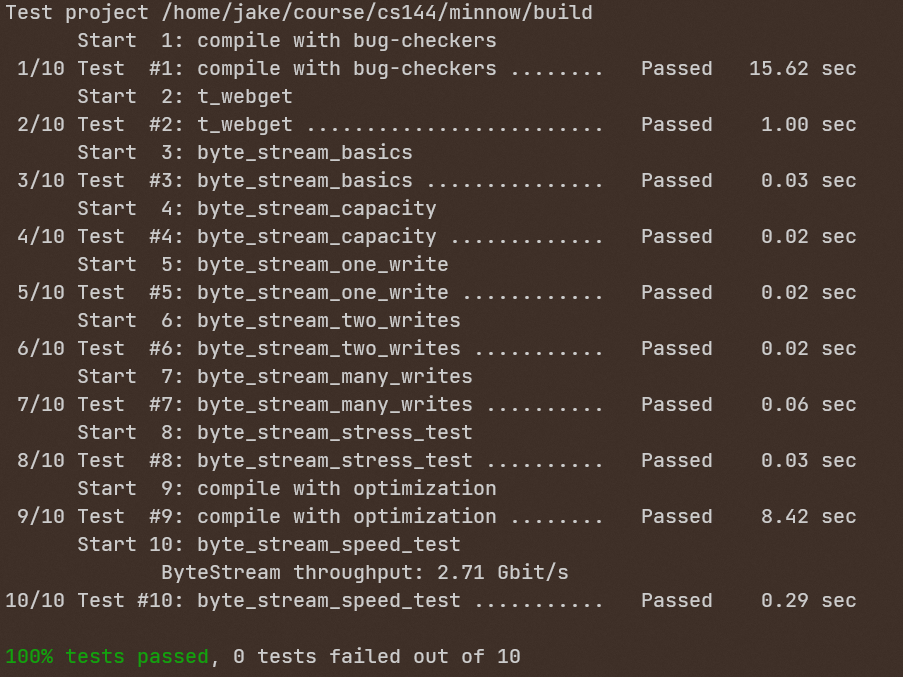 Test project /home/jake/course/cs144/minnow/build
      Start  1: compile with bug-checkers
 1/10 Test  #1: compile with bug-checkers ........   Passed   15.62 sec
      Start  2: t_webget
 2/10 Test  #2: t_webget .........................   Passed    1.00 sec
      Start  3: byte_stream_basics
 3/10 Test  #3: byte_stream_basics ...............   Passed    0.03 sec
      Start  4: byte_stream_capacity
 4/10 Test  #4: byte_stream_capacity .............   Passed    0.02 sec
      Start  5: byte_stream_one_write
 5/10 Test  #5: byte_stream_one_write ............   Passed    0.02 sec
      Start  6: byte_stream_two_writes
 6/10 Test  #6: byte_stream_two_writes ...........   Passed    0.02 sec
      Start  7: byte_stream_many_writes
 7/10 Test  #7: byte_stream_many_writes ..........   Passed    0.06 sec
      Start  8: byte_stream_stress_test
 8/10 Test  #8: byte_stream_stress_test ..........   Passed    0.03 sec
      Start  9: compile with optimization
 9/10 Test  #9: compile with optimization ........   Passed    8.42 sec
      Start 10: byte_stream_speed_test
             ByteStream throughput: 2.71 Gbit/s
10/10 Test #10: byte_stream_speed_test ...........   Passed    0.29 sec

100% tests passed, 0 tests failed out of 10